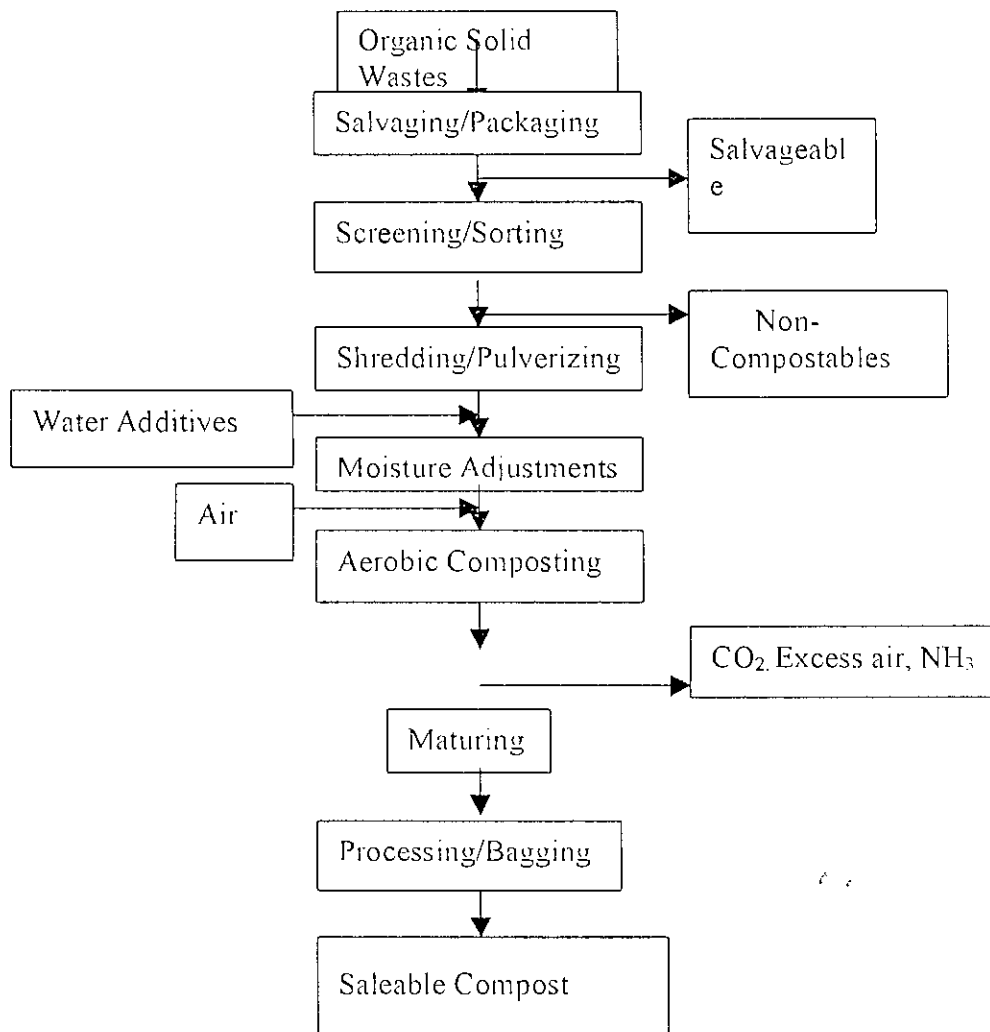 Organic Solid
Wastes
Salvaging/Packaging
Salvageabl
e
Screening/Sorting
Non-
Compostables
Shredding/Pulverizing
Water Additives
Moisture Adjustments
Air
Aerobic Composting
CO₂. Excess air, NH₃
Maturing
Processing/Bagging
Saleable Compost